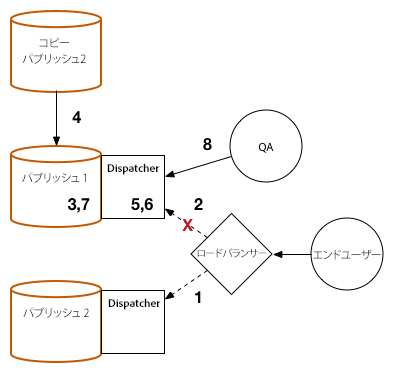 コピー
パブリッシュ2
4
8
QA
パブリッシュ 1
Dispatcher
3,7
5,6
2
X
ロードバランサー
エンドユーザー
1
パブリッシュ 2
Dispatcher